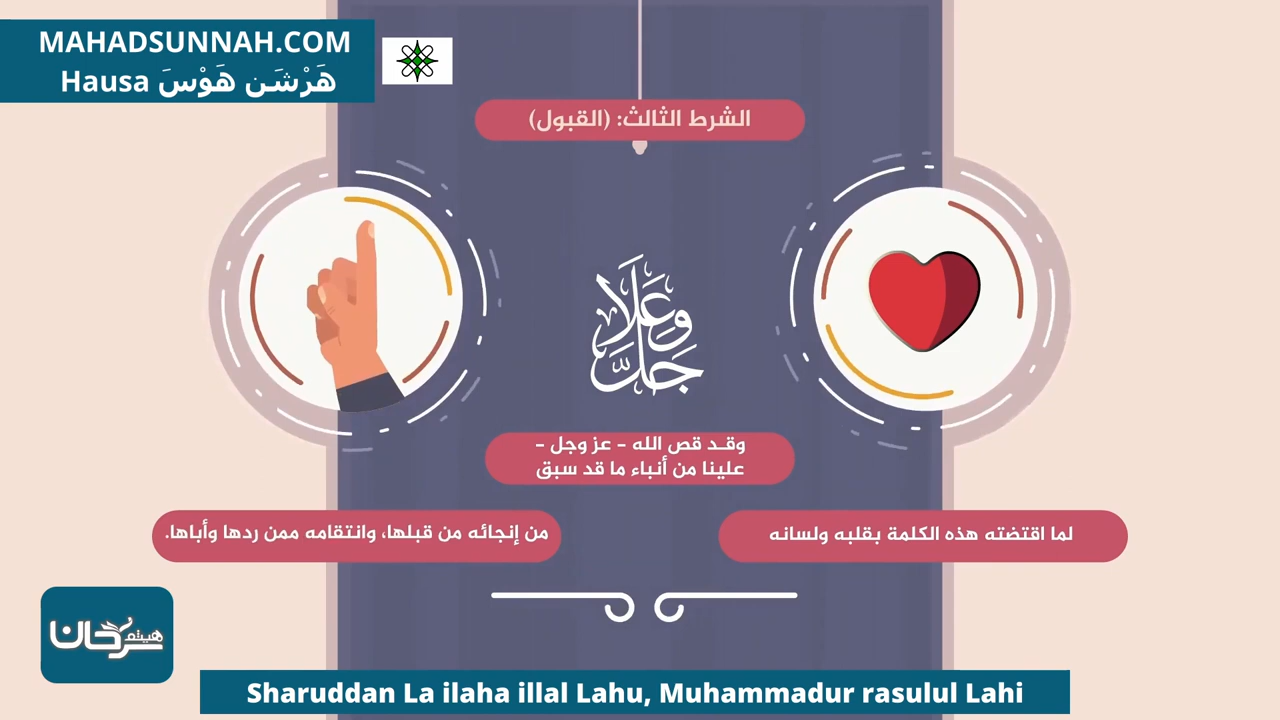 MAHADSUNNAH.COM
Hausa هَرْشَن هَوْسَ
الشرط الثالث: (القبول)
جَلَّ وَعَلَا
وقد قص الله - عز وجل -
علينا من أنباء ما قد سبق
لما اقتضته هذه الكلمة بقلبه ولسانه
من إنجائه من قبلها، وانتقامه ممن ردها وأباها.
هيثم سرحان
Sharuddan La ilaha illal Lahu, Muhammadur rasulul Lahi